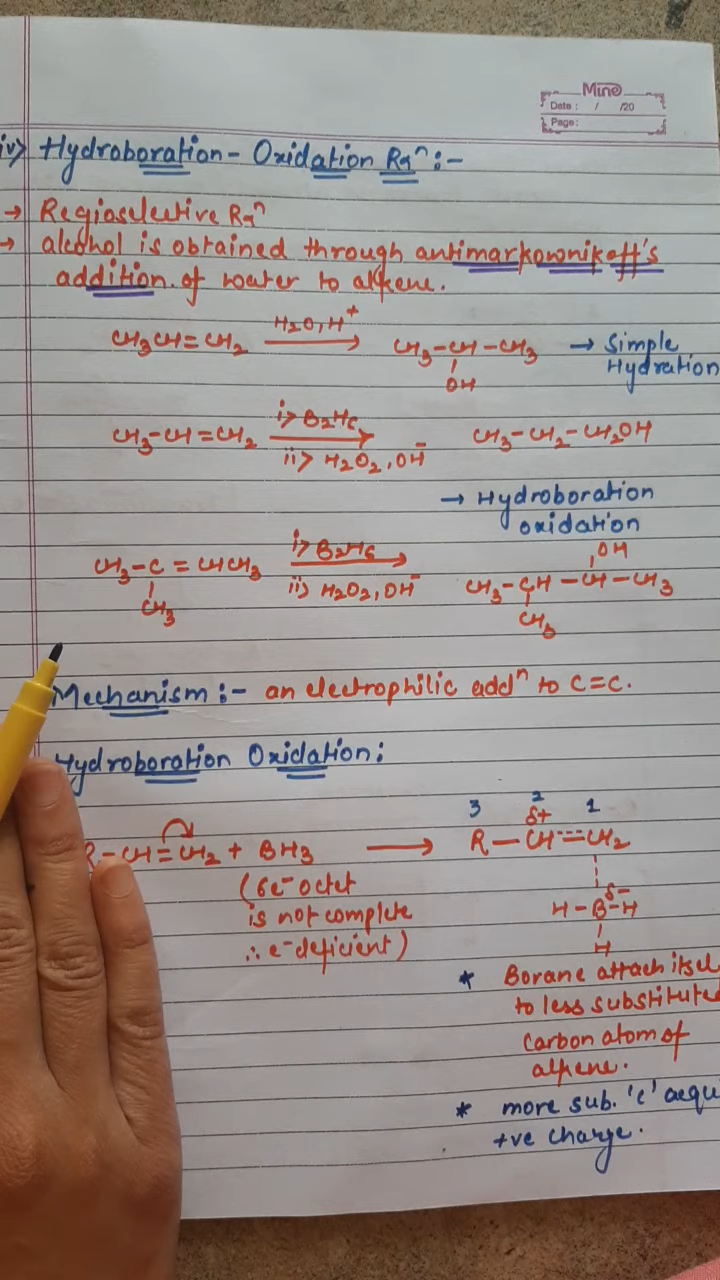 Mine
Date : / /20
Page:
iv> Hydroboration - Oxidation Rxⁿ :-
→ Regioselective Rxⁿ
→ alcohol is obtained through antimarkownikoff's
addition of water to alkene.
CH3CH=CH2 H2O, H⁺ → CH3-CH-CH3 → Simple
OH Hydration
CH3-CH=CH2 i> B2H6 → CH3-CH2-CH2OH
ii> H2O2, OH⁻
→ Hydroboration
oxidation
CH3-C=CHCH3 i> B2H6 → CH3-CH-CH-CH3
CH3 ii> H2O2, OH⁻ CH3 OH
Mechanism :- an electrophilic addⁿ to C=C.
Hydroboration Oxidation :
3 2 1
δ+
R-CH=CH2 + BH3 → R-CH=CH2
(6e⁻ octet δ-
is not complete H-B-H
∴ e⁻ deficient) H
* Borane attach itsel
to less substitute
carbon atom of
alkene.
* more sub. 'c' acqu
+ve charge.